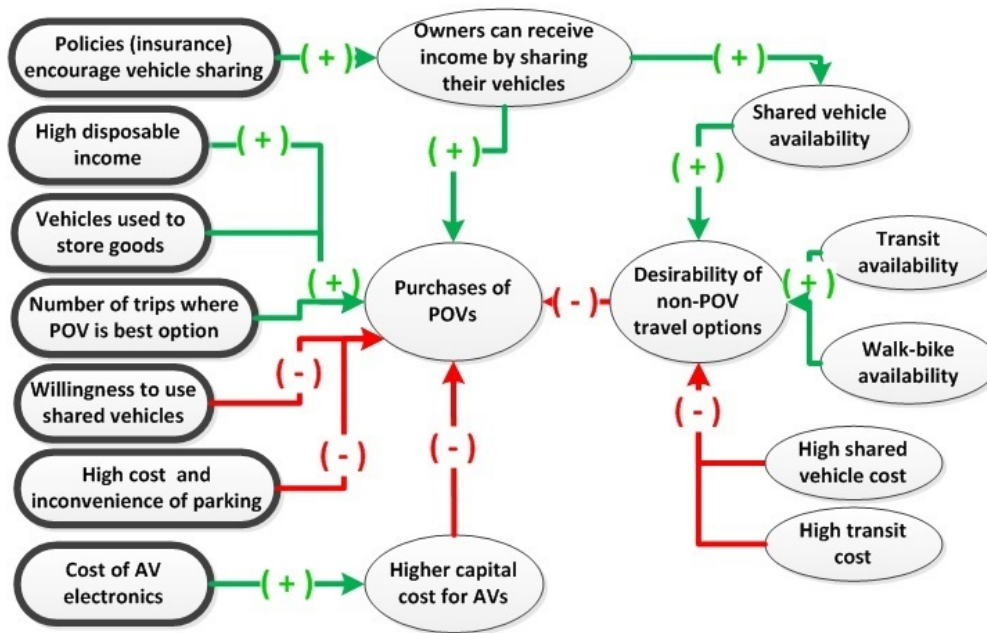 Policies (insurance)
encourage vehicle sharing
( + )
Owners can receive
income by sharing
their vehicles
( + )
Shared vehicle
availability
High disposable
income
( + )
( + )
( + )
Vehicles used to
store goods
( + )
Number of trips where
POV is best option
Purchases of
POVs
( - )
Desirability of
non-POV
travel options
( + )
Transit
availability
Walk-bike
availability
Willingness to use
shared vehicles
( - )
High cost and
inconvenience of parking
( - )
( - )
( - )
High shared
vehicle cost
High transit
cost
Cost of AV
electronics
( + )
Higher capital
cost for AVs